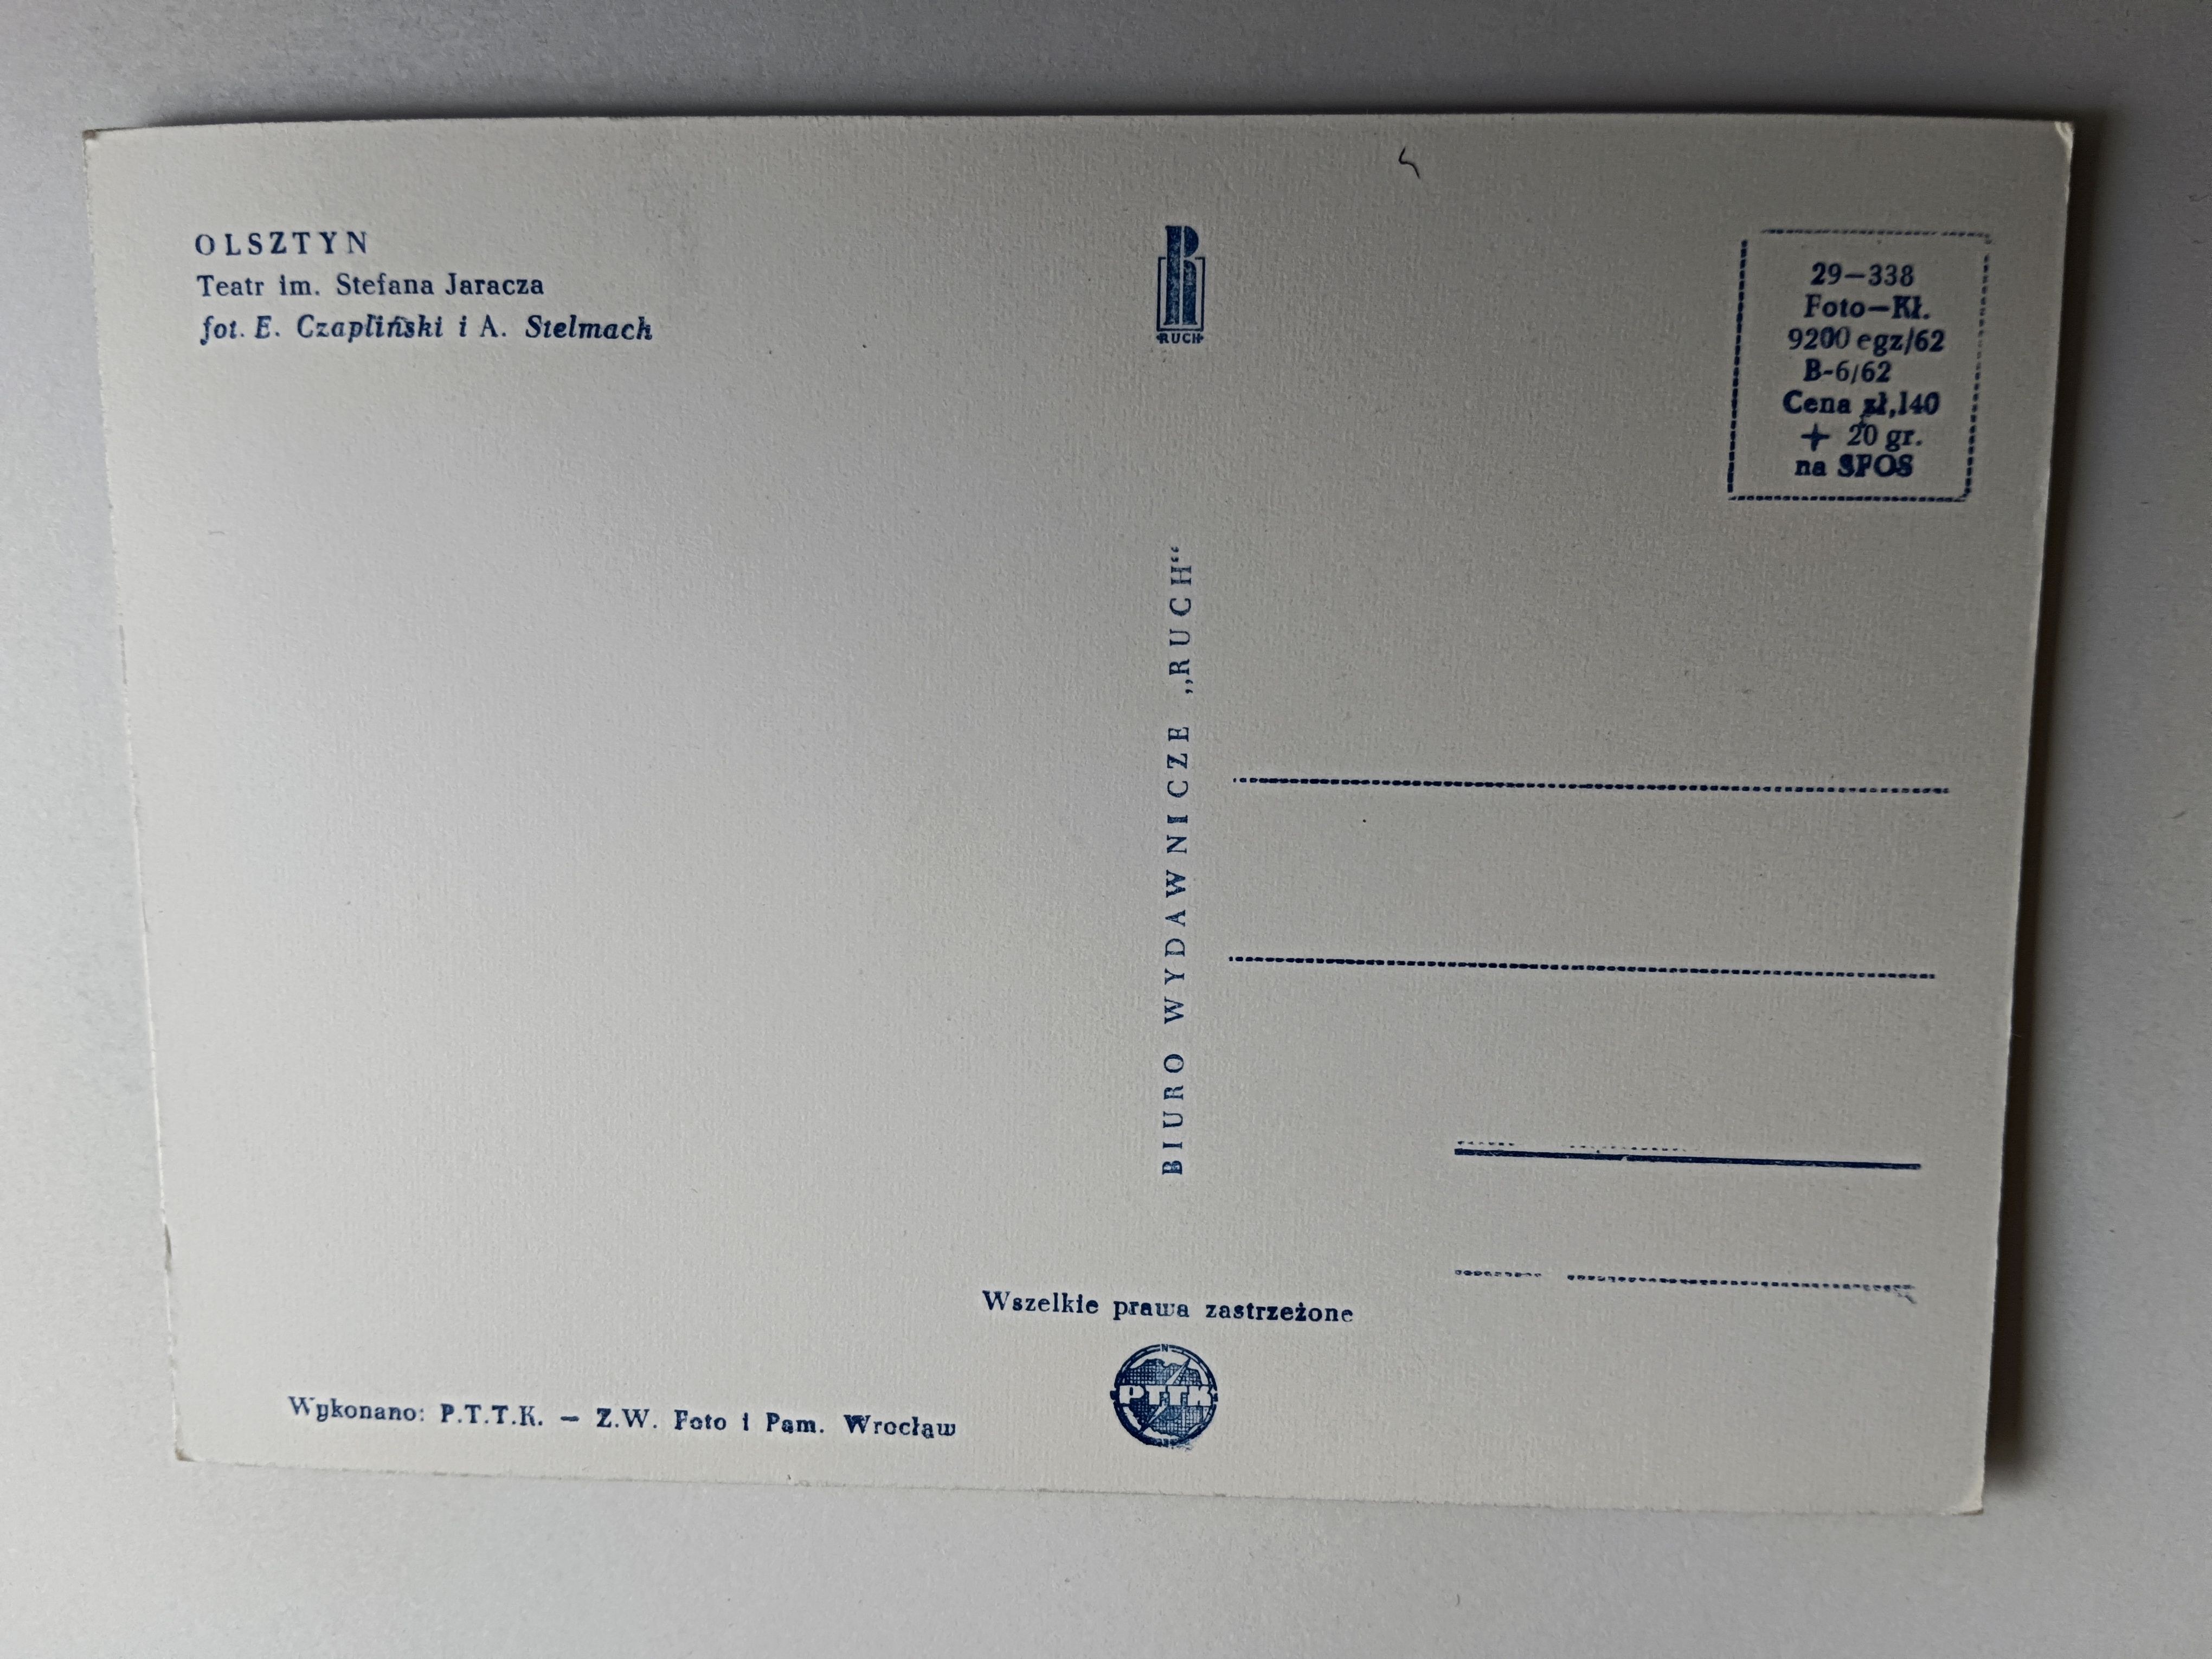 OLSZTYN
Teatr im. Stefana Jaracza
fot. E. Czapliński i A. Stelmach
R
RUCH
29—338
Foto—Kł.
9200 egz/62
B-6/62
Cena zł,140
+ 20 gr.
na SFOS
BIURO WYDAWNICZE „RUCH“
Wszelkie prawa zastrzeżone
N
PTTK
Wykonano: P.T.T.K. — Z.W. Foto i Pam. Wrocław